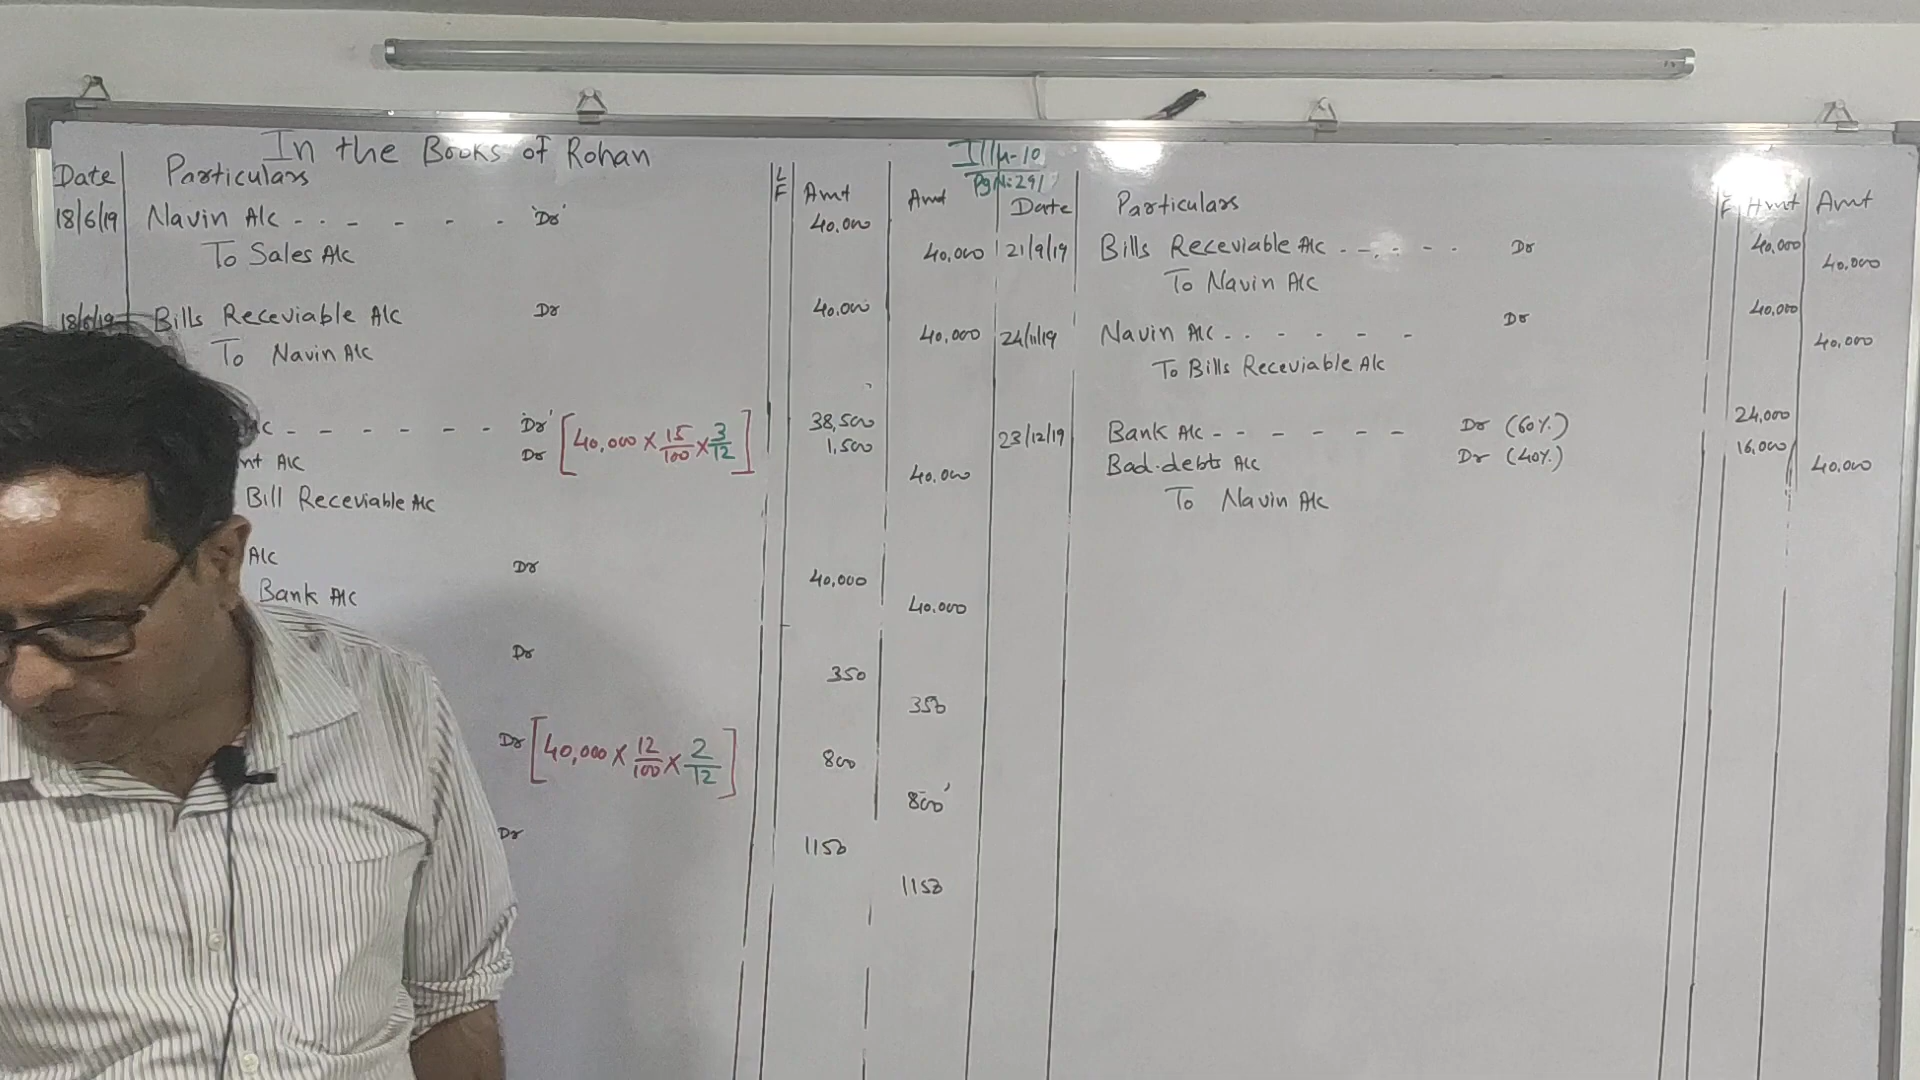 In the Books of Rohan
Illu-10
Pg No: 291
Date Particulars LF Amt Amt
18/6/19 Navin A/c - - - - - - 'Dr' 40,000
To Sales A/c 40,000
18/6/19 Bills Receviable A/c Dr 40,000
To Navin A/c 40,000
- - - - - - Dr [40,000 × 15/100 × 3/12] 38,500
nt A/c Dr 1,500
Bill Receviable A/c 40,000
A/c Dr 40,000
Bank A/c 40,000
Dr 350
350
Dr [40,000 × 12/100 × 2/12] 800
800
Dr 1150
1150
Date Particulars F Amt Amt
21/9/19 Bills Receviable A/c - - - - - Dr 40,000
To Navin A/c 40,000
24/11/19 Navin A/c - - - - - - Dr 40,000
To Bills Receviable A/c 40,000
23/12/19 Bank A/c - - - - - - Dr (60%) 24,000
Bad-debts A/c Dr (40%) 16,000
To Navin A/c 40,000